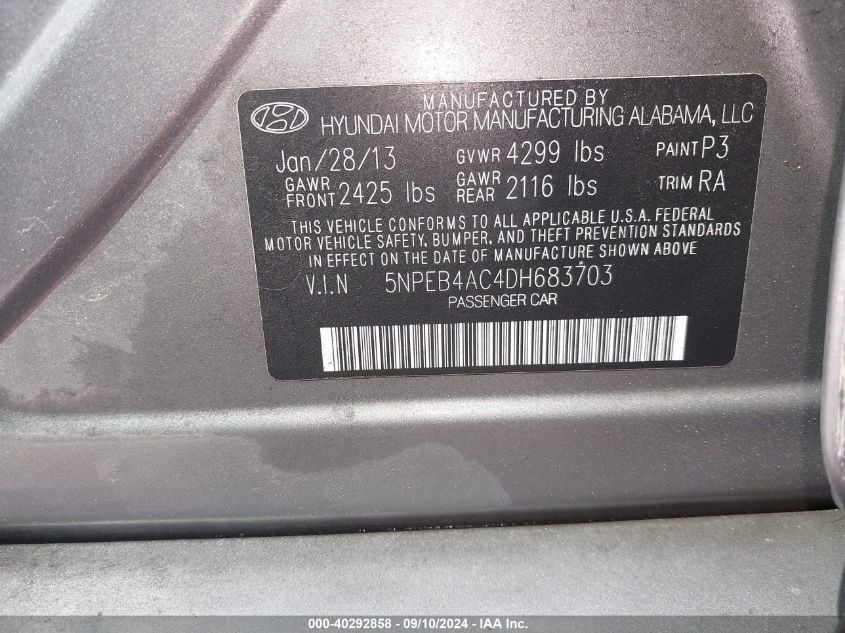 MANUFACTURED BY
HYUNDAI MOTOR MANUFACTURING ALABAMA, LLC
Jan/28/13 GVWR 4299 lbs PAINT P3
GAWR FRONT 2425 lbs GAWR REAR 2116 lbs TRIM RA
THIS VEHICLE CONFORMS TO ALL APPLICABLE U.S.A. FEDERAL
MOTOR VEHICLE SAFETY, BUMPER, AND THEFT PREVENTION STANDARDS
IN EFFECT ON THE DATE OF MANUFACTURE SHOWN ABOVE
V.I.N 5NPEB4AC4DH683703
PASSENGER CAR
000-40292858 - 09/10/2024 - IAAI.COM